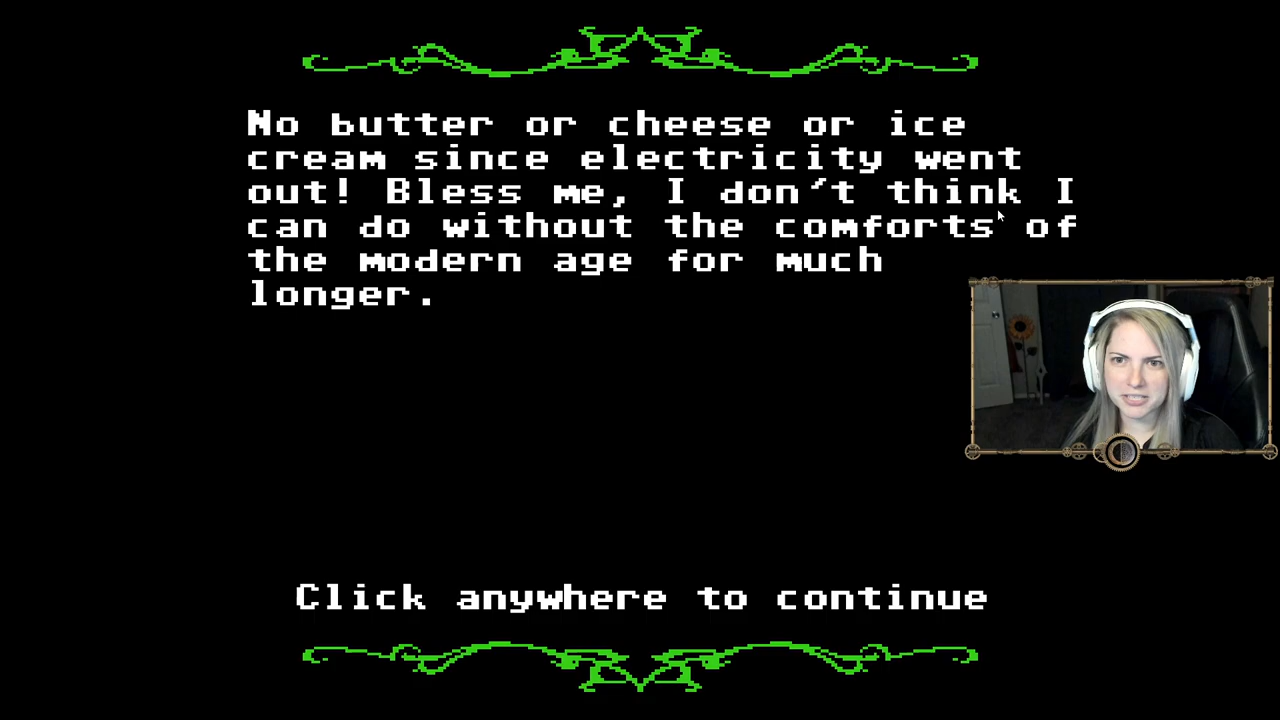 No butter or cheese or ice
cream since electricity went
out! Bless me, I don't think I
can do without the comforts of
the modern age for much
longer.
Click anywhere to continue